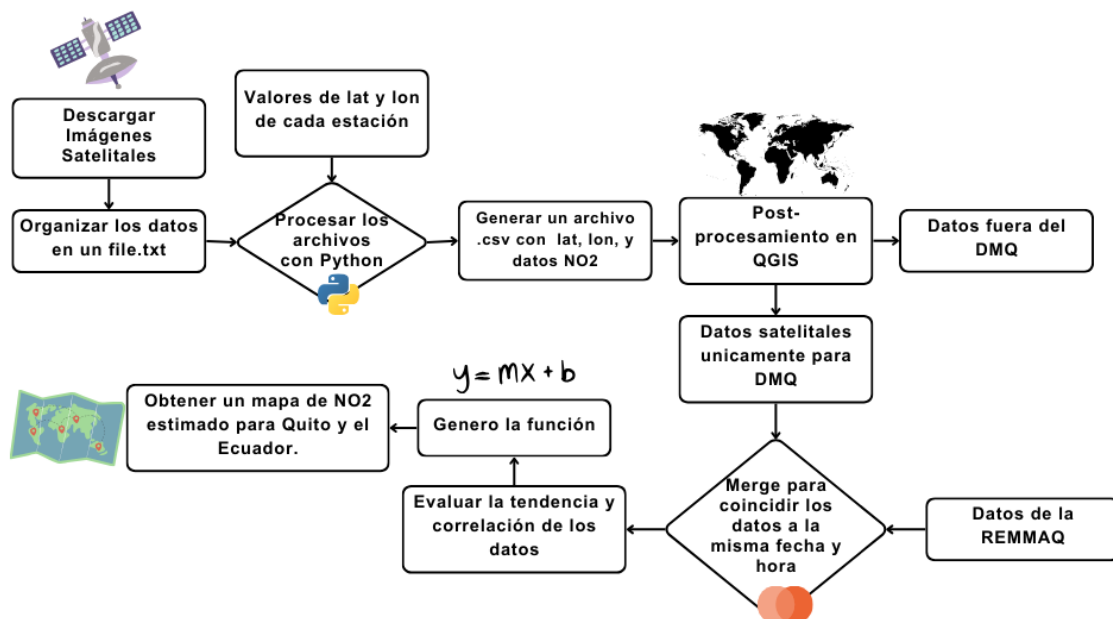 Descargar
Imágenes
Satelitales
Valores de lat y lon
de cada estación
Organizar los datos
en un file.txt
Procesar los
archivos
con Python
Generar un archivo
.csv con lat, lon, y
datos NO2
Post-
procesamiento en
QGIS
Datos fuera del
DMQ
Datos satelitales
unicamente para
DMQ
y = mx + b
Obtener un mapa de NO2
estimado para Quito y el
Ecuador.
Genero la función
Evaluar la tendencia y
correlación de los
datos
Merge para
coincidir los
datos a la
misma fecha y
hora
Datos de la
REMMAQ